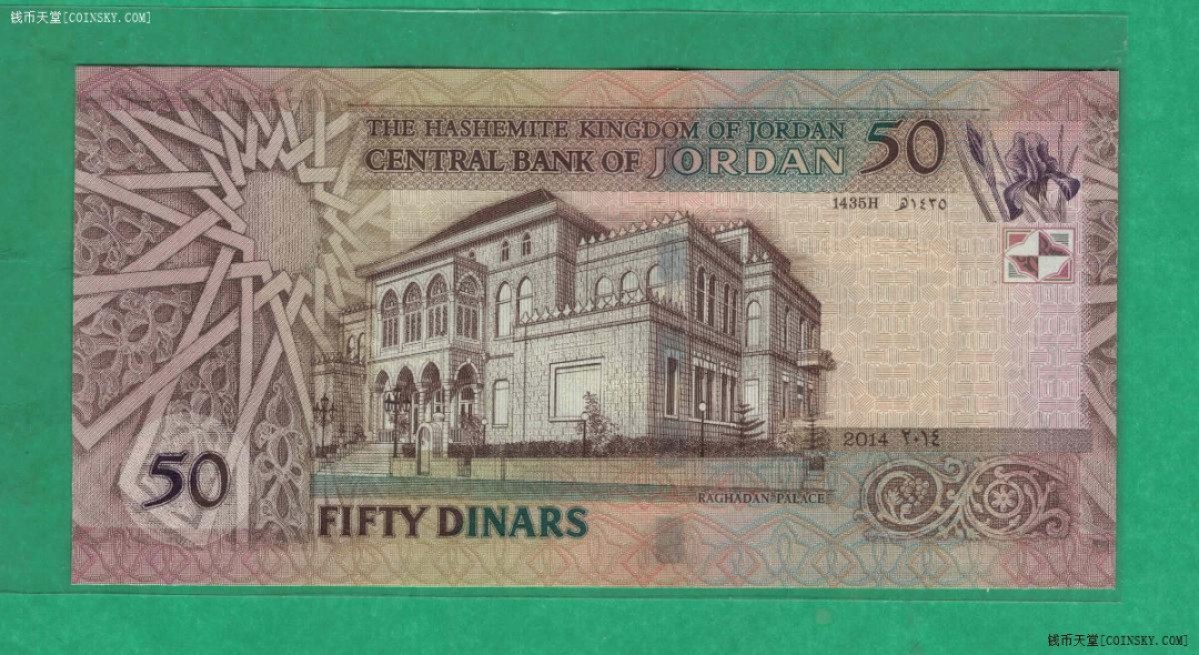 钱币天堂[COINSKY.COM]
THE HASHEMITE KINGDOM OF JORDAN
CENTRAL BANK OF JORDAN 50
1435H ١٤٣٥هـ
2014 ٢٠١٤
50
RAGHADAN PALACE
FIFTY DINARS
钱币天堂[COINSKY.COM]